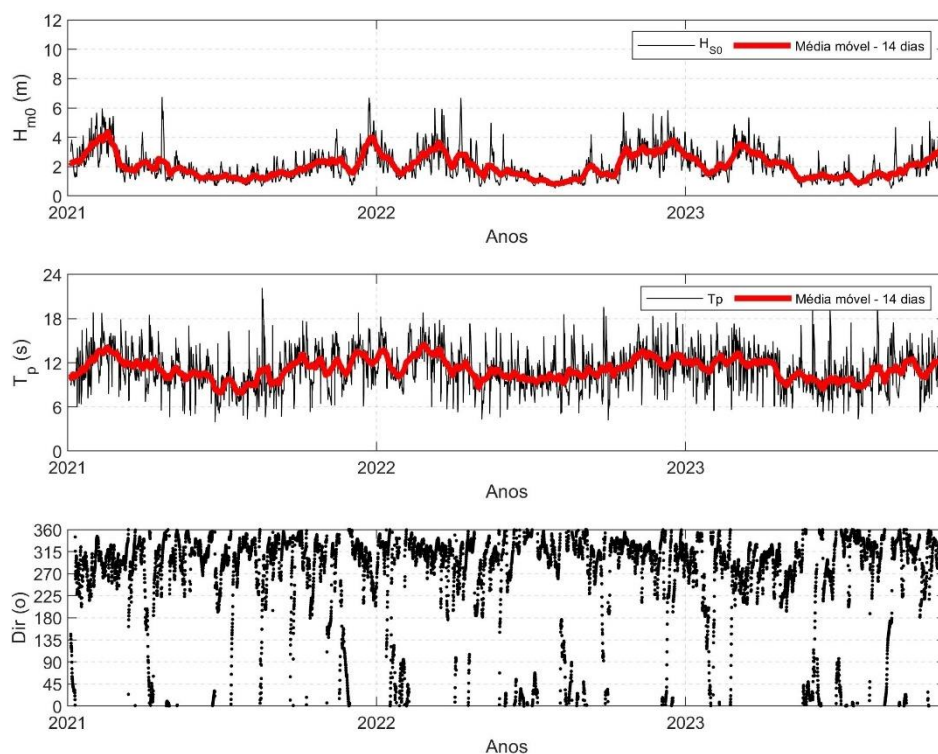 12
10
8
6
4
2
0
H_m0 (m)
H_S0 Média móvel - 14 dias
2021 2022 2023
Anos
24
18
12
6
0
T_p (s)
Tp Média móvel - 14 dias
2021 2022 2023
Anos
360
315
270
225
180
135
90
45
0
Dir (o)
2021 2022 2023
Anos